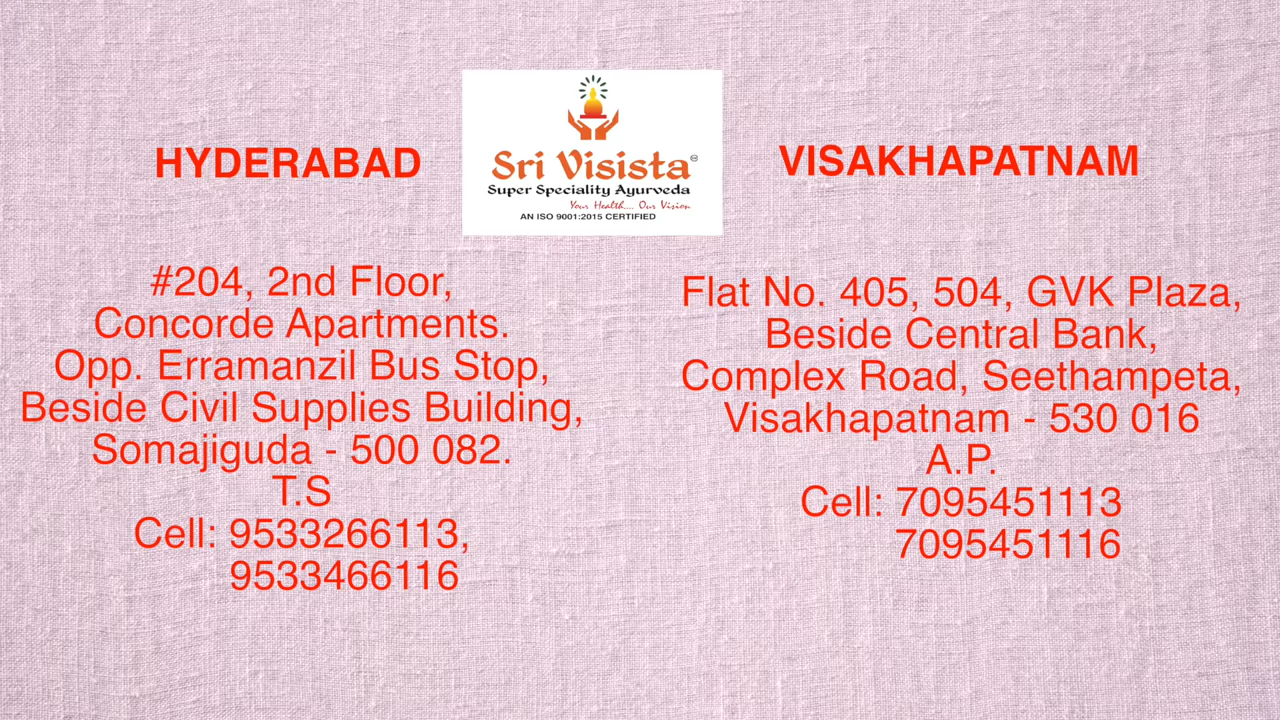 Sri Visista
Super Speciality Ayurveda
Your Health.... Our Vision
AN ISO 9001:2015 CERTIFIED
HYDERABAD
#204, 2nd Floor,
Concorde Apartments.
Opp. Erramanzil Bus Stop,
Beside Civil Supplies Building,
Somajiguda - 500 082.
T.S
Cell: 9533266113,
9533466116
VISAKHAPATNAM
Flat No. 405, 504, GVK Plaza,
Beside Central Bank,
Complex Road, Seethampeta,
Visakhapatnam - 530 016
A.P.
Cell: 7095451113
7095451116